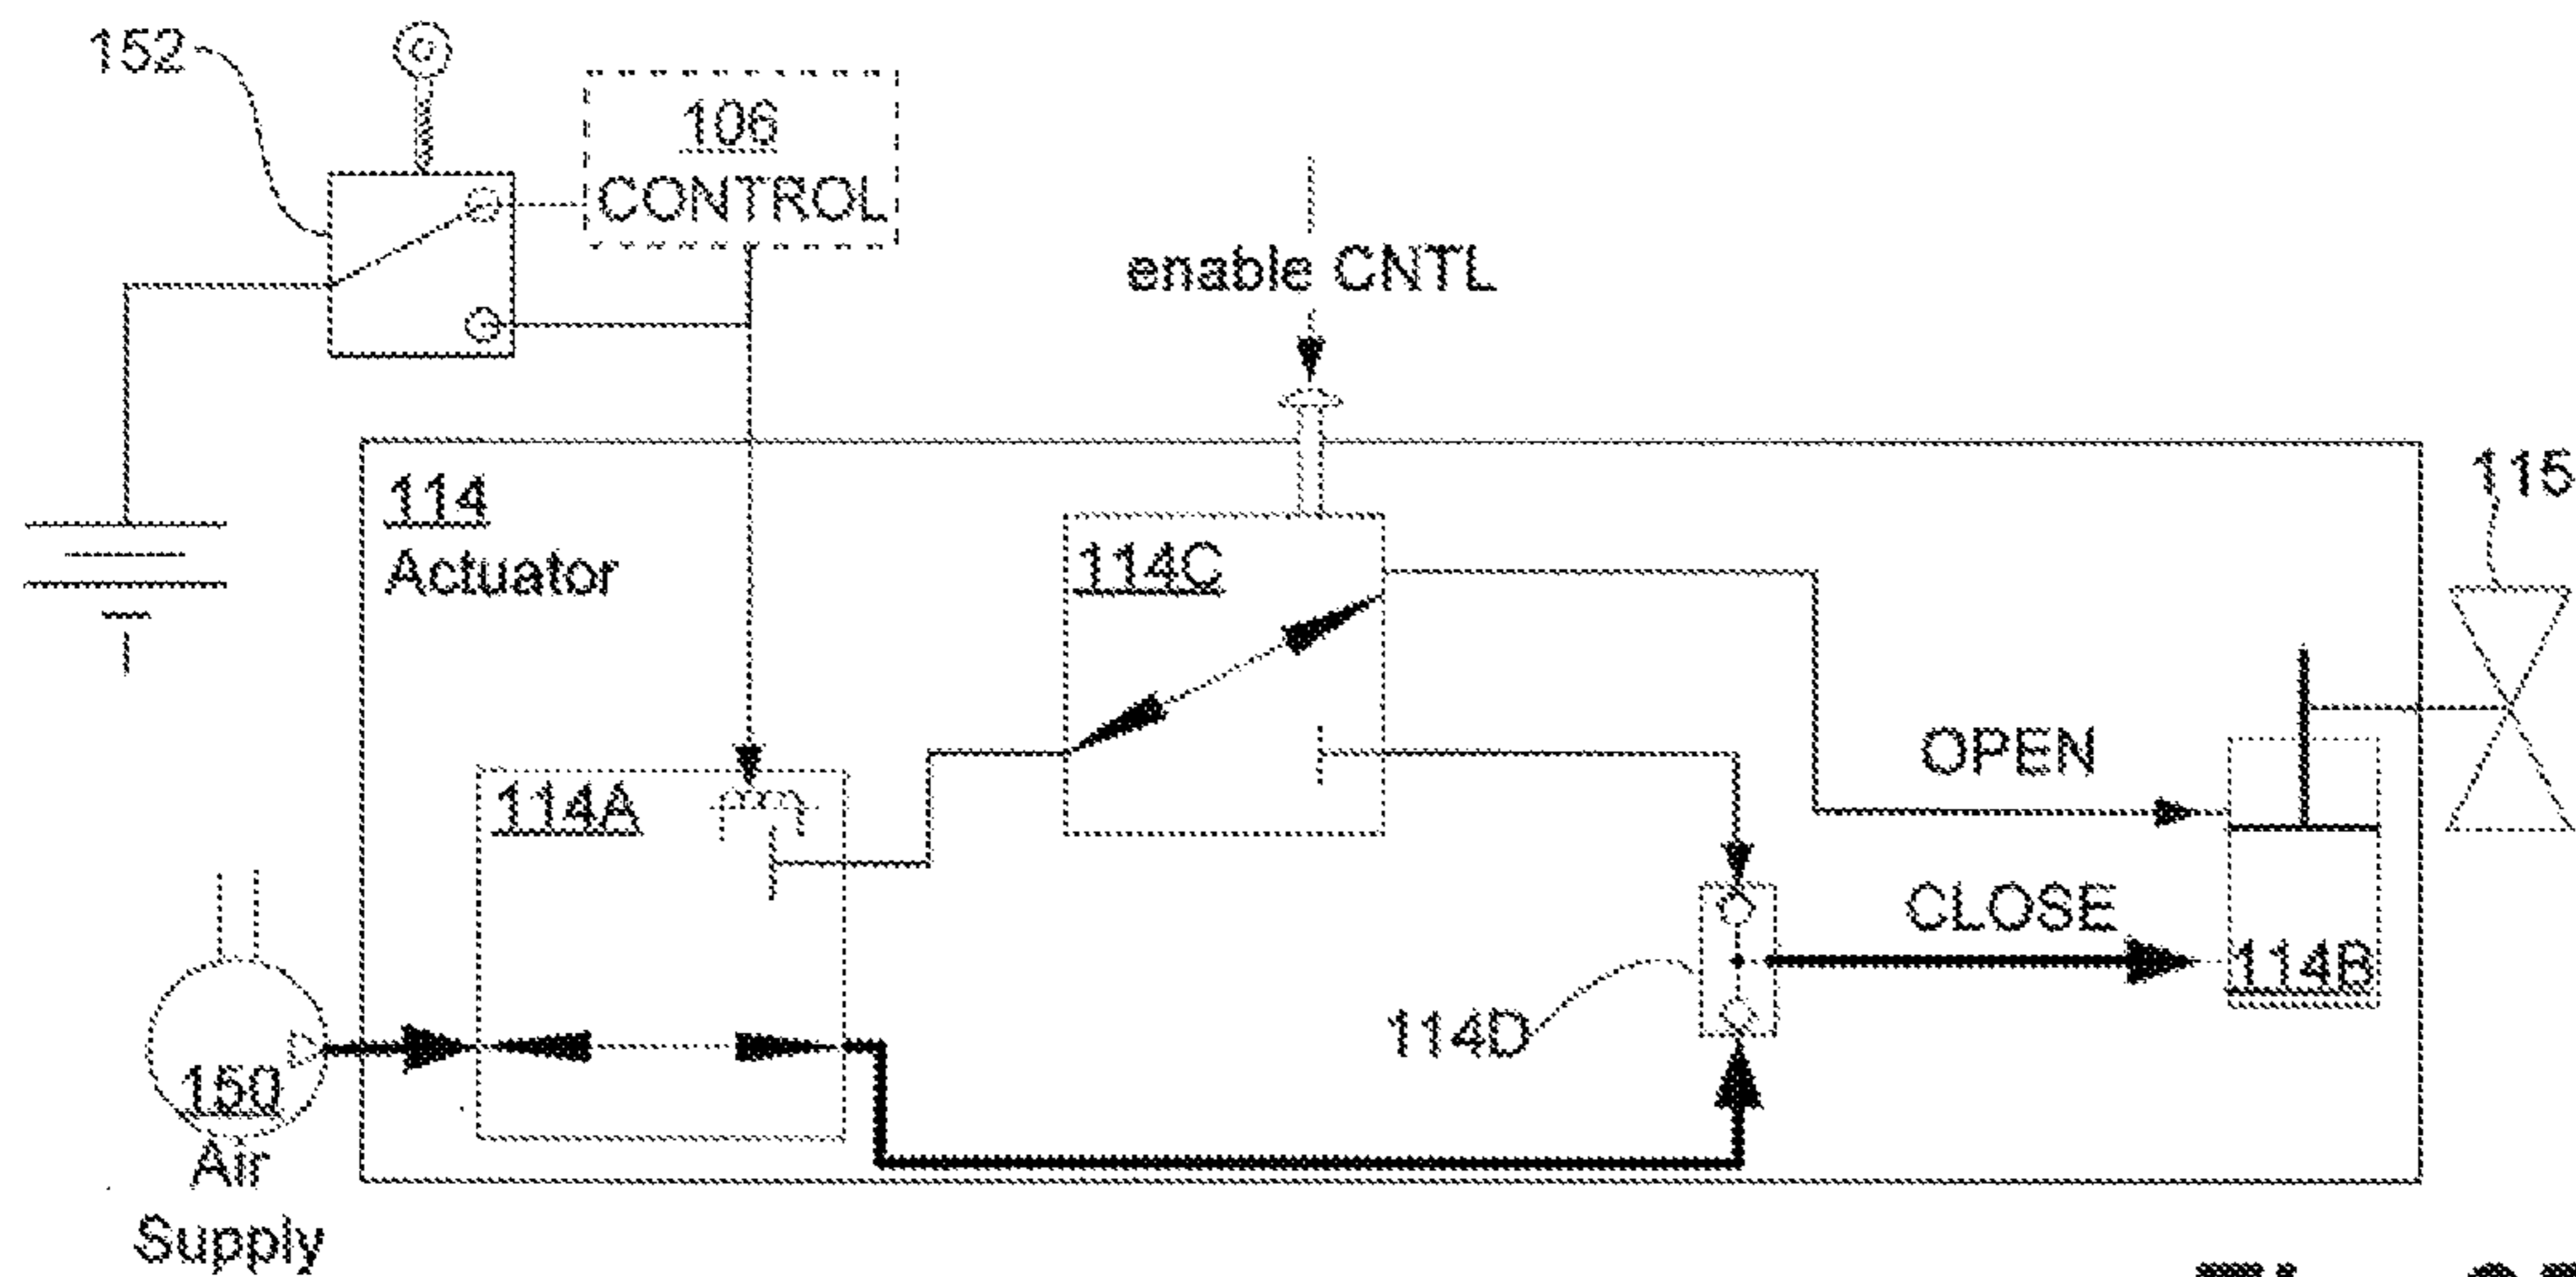 152
106
CONTROL
enable CNTL
114
Actuator
114C
115
114A
OPEN
CLOSE
114B
114D
150
Air
Supply